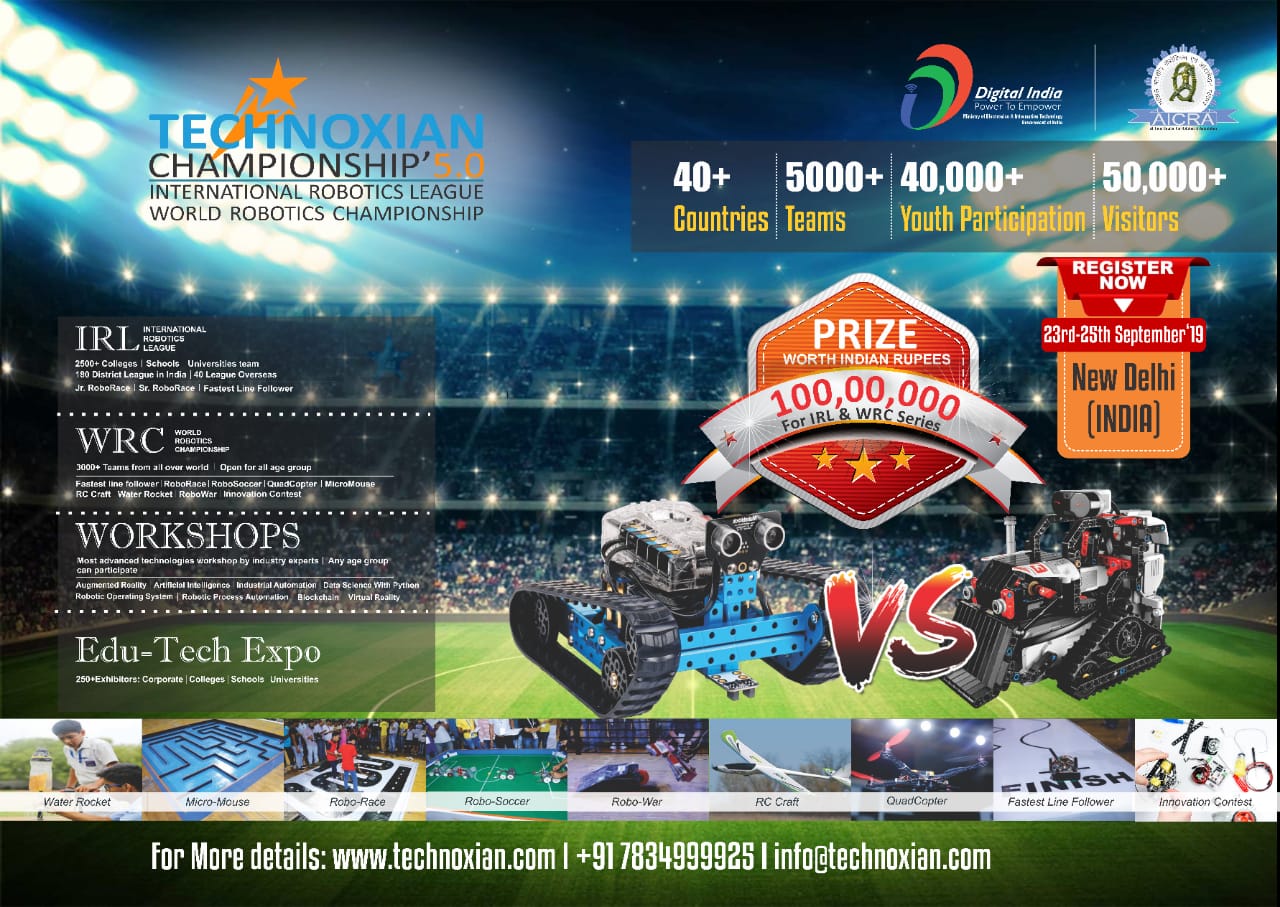 TECHNOXIAN
CHAMPIONSHIP'5.0
INTERNATIONAL ROBOTICS LEAGUE
WORLD ROBOTICS CHAMPIONSHIP
Digital India
Power To Empower
Ministry of Electronics & Information Technology
Government of India
AICRA
40+ 5000+ 40,000+ 50,000+
Countries Teams Youth Participation Visitors
REGISTER
NOW
23rd-25th September'19
New Delhi
(INDIA)
PRIZE
WORTH INDIAN RUPEES
100,00,000
For IRL & WRC Series
IRL INTERNATIONAL
ROBOTICS
LEAGUE
2500+ Colleges | Schools Universities team
180 District League in India | 40 League Overseas
Jr. RoboRace | Sr. RoboRace | Fastest Line Follower
WRC WORLD
ROBOTICS
CHAMPIONSHIP
3000+ Teams from all over world | Open for all age group
Fastest line follower | RoboRace | RoboSoccer | QuadCopter | MicroMouse
RC Craft Water Rocket | RoboWar | Innovation Contest
WORKSHOPS
Most advanced technologies workshop by industry experts | Any age group
can participate
Augmented Reality | Artificial Intelligence | Industrial Automation | Data Science With Python
Robotic Operating System | Robotic Process Automation Blockchain Virtual Reality
Edu-Tech Expo
250+Exhibitors: Corporate | Colleges | Schools Universities
VS
Water Rocket
Micro-Mouse
Robo-Race
Robo-Soccer
Robo-War
RC Craft
QuadCopter
FINISH
Fastest Line Follower
Innovation Contest
For More details: www.technoxian.com | +91 7834999925 | info@technoxian.com